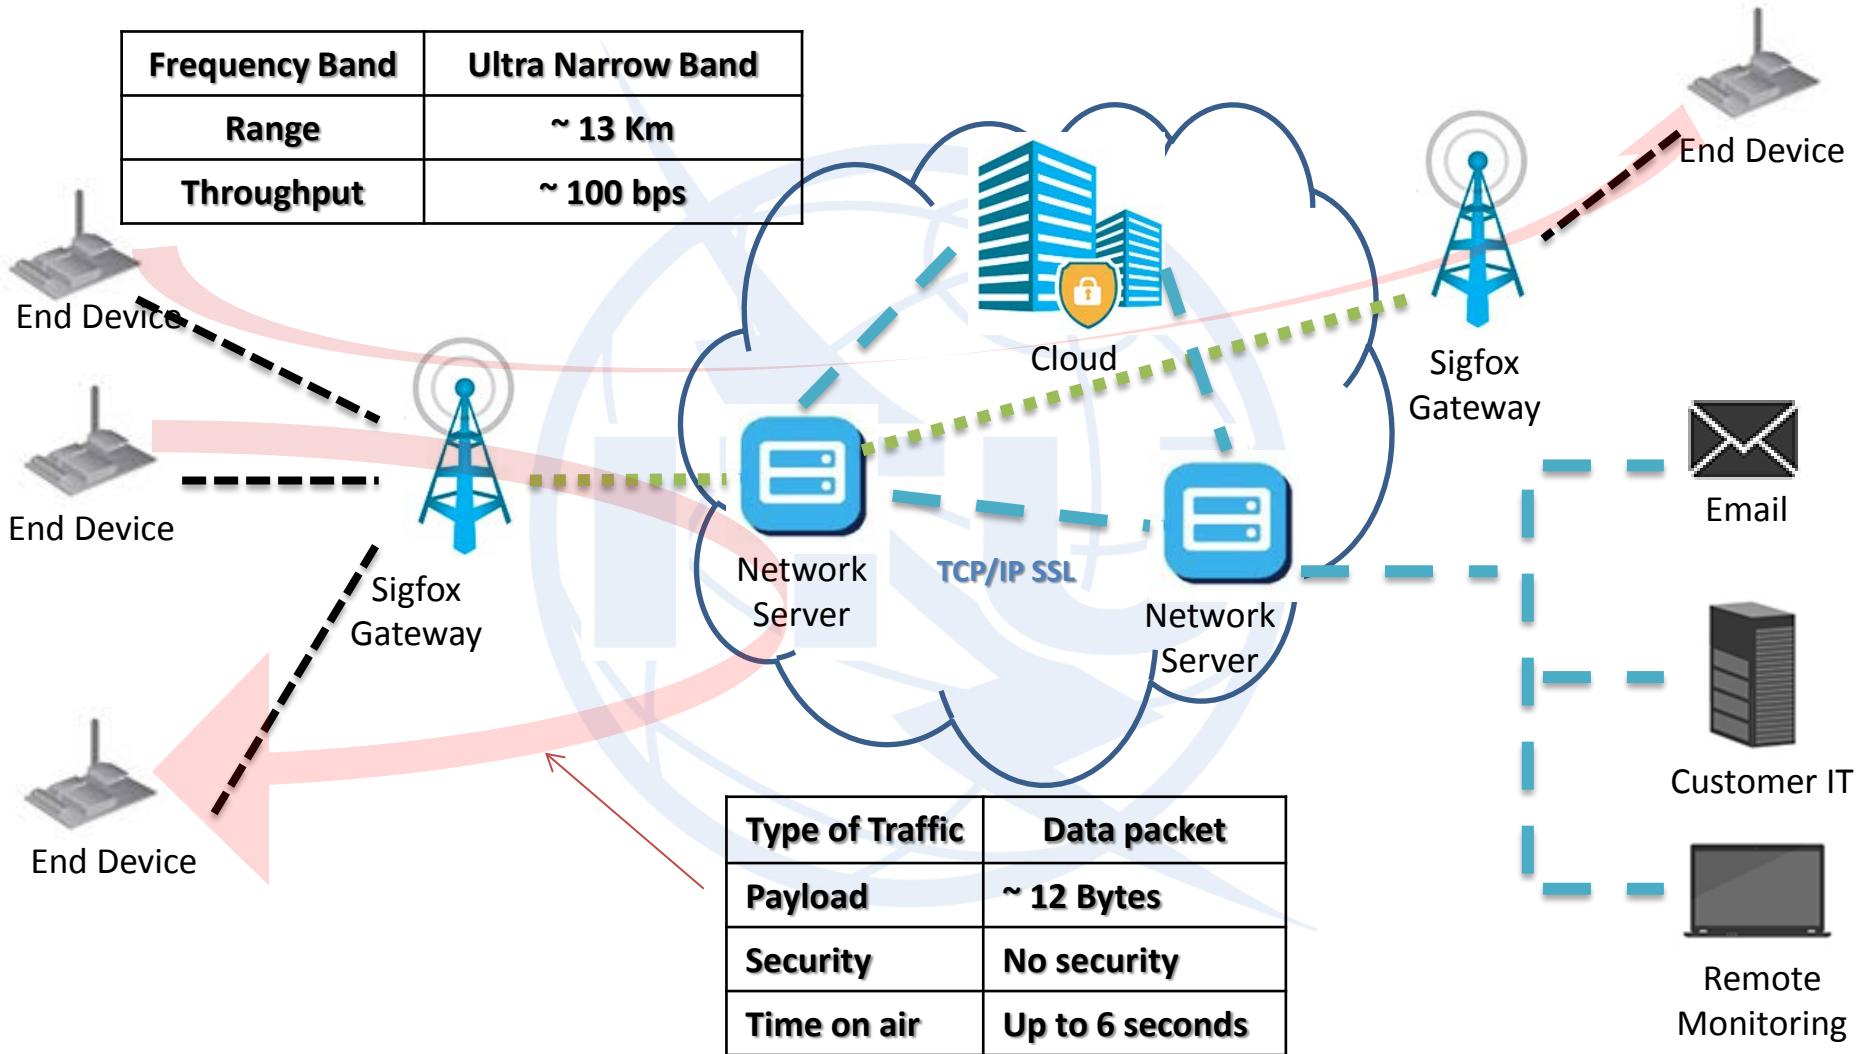 Frequency Band Ultra Narrow Band
Range ~ 13 Km
Throughput ~ 100 bps
End Device
End Device
End Device
End Device
Sigfox
Gateway
Cloud
Sigfox
Gateway
Network
Server
TCP/IP SSL
Network
Server
Email
Customer IT
Remote
Monitoring
Type of Traffic Data packet
Payload ~ 12 Bytes
Security No security
Time on air Up to 6 seconds
ITU